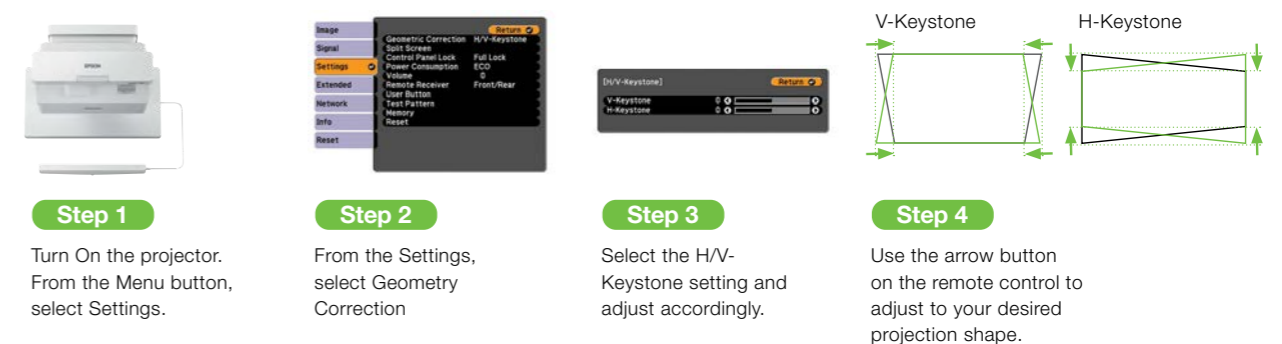 EPSON
Image
Signal
Settings
Extended
Network
Info
Reset
Return
Geometric Correction H/V-Keystone
Split Screen
Control Panel Lock Full Lock
Power Consumption ECO
Volume 0
Remote Receiver Front/Rear
User Button
Test Pattern
Memory
Reset
[H/V-Keystone] Return
V-Keystone 0
H-Keystone 0
V-Keystone H-Keystone
Step 1
Turn On the projector.
From the Menu button,
select Settings.
Step 2
From the Settings,
select Geometry
Correction
Step 3
Select the H/V-
Keystone setting and
adjust accordingly.
Step 4
Use the arrow button
on the remote control to
adjust to your desired
projection shape.